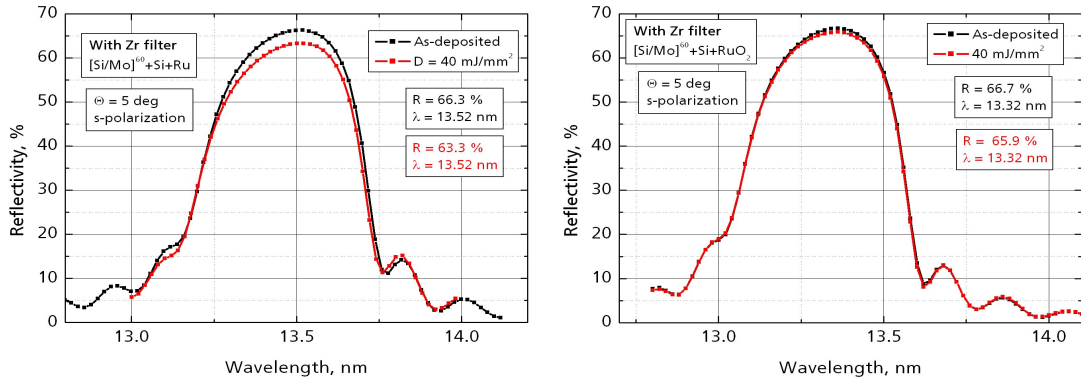 With Zr filter
[Si/Mo]⁶⁰+Si+Ru
As-deposited
D = 40 mJ/mm²
Θ = 5 deg
s-polarization
R = 66.3 %
λ = 13.52 nm
R = 63.3 %
λ = 13.52 nm
Reflectivity, %
70
60
50
40
30
20
10
0
13.0
13.5
14.0
Wavelength, nm
With Zr filter
[Si/Mo]⁶⁰+Si+RuO₂
As-deposited
40 mJ/mm²
Θ = 5 deg
s-polarization
R = 66.7 %
λ = 13.32 nm
R = 65.9 %
λ = 13.32 nm
Reflectivity, %
70
60
50
40
30
20
10
0
13.0
13.5
14.0
Wavelength, nm